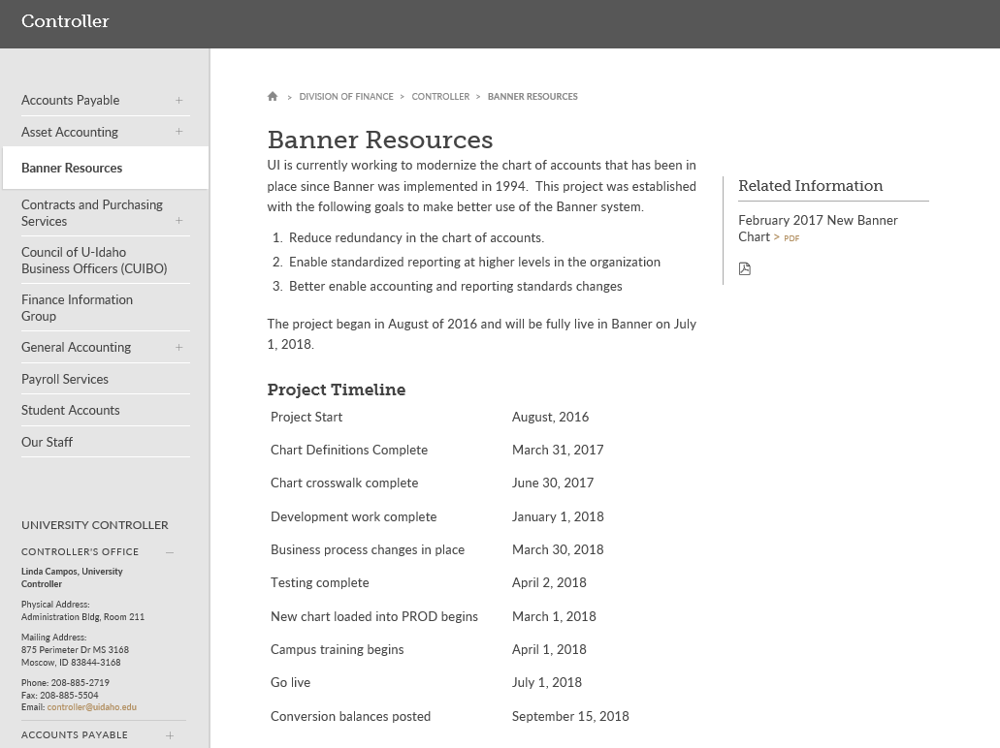 Controller
Accounts Payable +
Asset Accounting +
Banner Resources
Contracts and Purchasing
Services +
Council of U-Idaho
Business Officers (CUIBO)
Finance Information
Group
General Accounting +
Payroll Services
Student Accounts
Our Staff
UNIVERSITY CONTROLLER
CONTROLLER'S OFFICE —
Linda Campos, University
Controller
Physical Address:
Administration Bldg, Room 211
Mailing Address:
875 Perimeter Dr MS 3168
Moscow, ID 83844-3168
Phone: 208-885-2719
Fax: 208-885-5504
Email: controller@uidaho.edu
ACCOUNTS PAYABLE +
> DIVISION OF FINANCE > CONTROLLER > BANNER RESOURCES
Banner Resources
UI is currently working to modernize the chart of accounts that has been in
place since Banner was implemented in 1994. This project was established
with the following goals to make better use of the Banner system.
1. Reduce redundancy in the chart of accounts.
2. Enable standardized reporting at higher levels in the organization
3. Better enable accounting and reporting standards changes
The project began in August of 2016 and will be fully live in Banner on July
1, 2018.
Project Timeline
Project Start August, 2016
Chart Definitions Complete March 31, 2017
Chart crosswalk complete June 30, 2017
Development work complete January 1, 2018
Business process changes in place March 30, 2018
Testing complete April 2, 2018
New chart loaded into PROD begins March 1, 2018
Campus training begins April 1, 2018
Go live July 1, 2018
Conversion balances posted September 15, 2018
Related Information
February 2017 New Banner
Chart > PDF